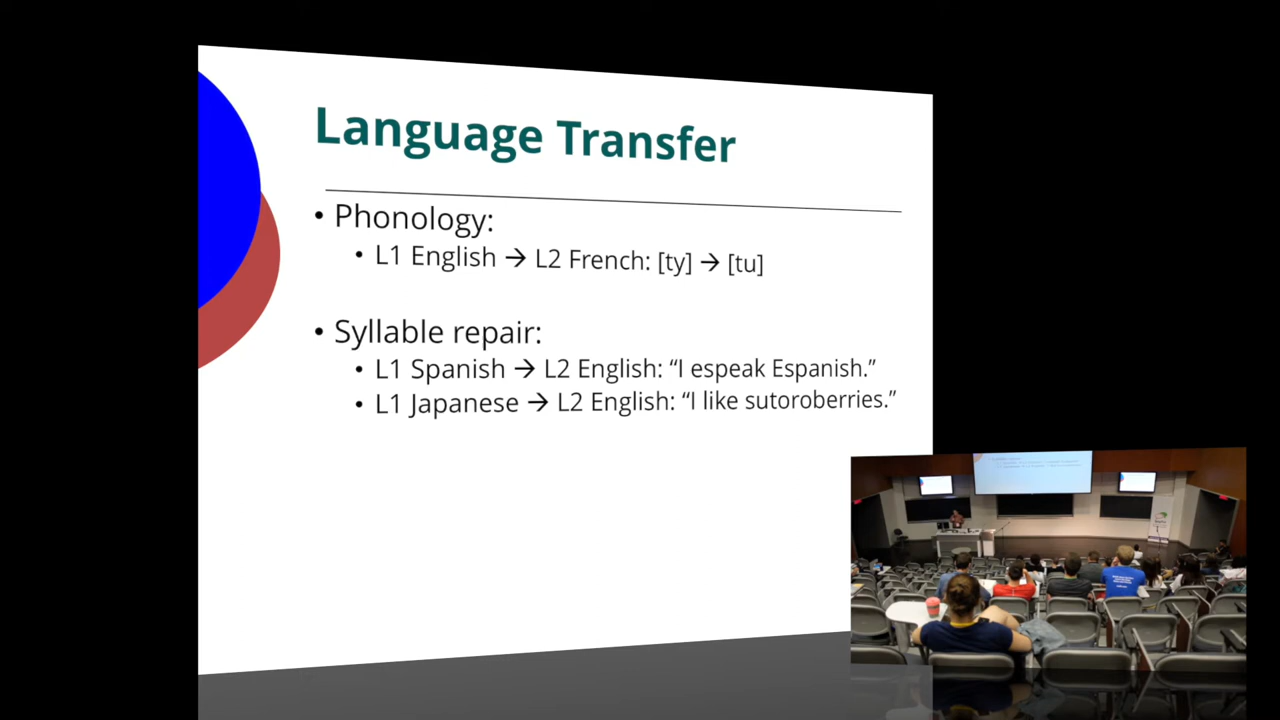 Language Transfer
• Phonology:
• L1 English → L2 French: [ty] → [tu]
• Syllable repair:
• L1 Spanish → L2 English: “I espeak Espanish.”
• L1 Japanese → L2 English: “I like sutoroberries.”